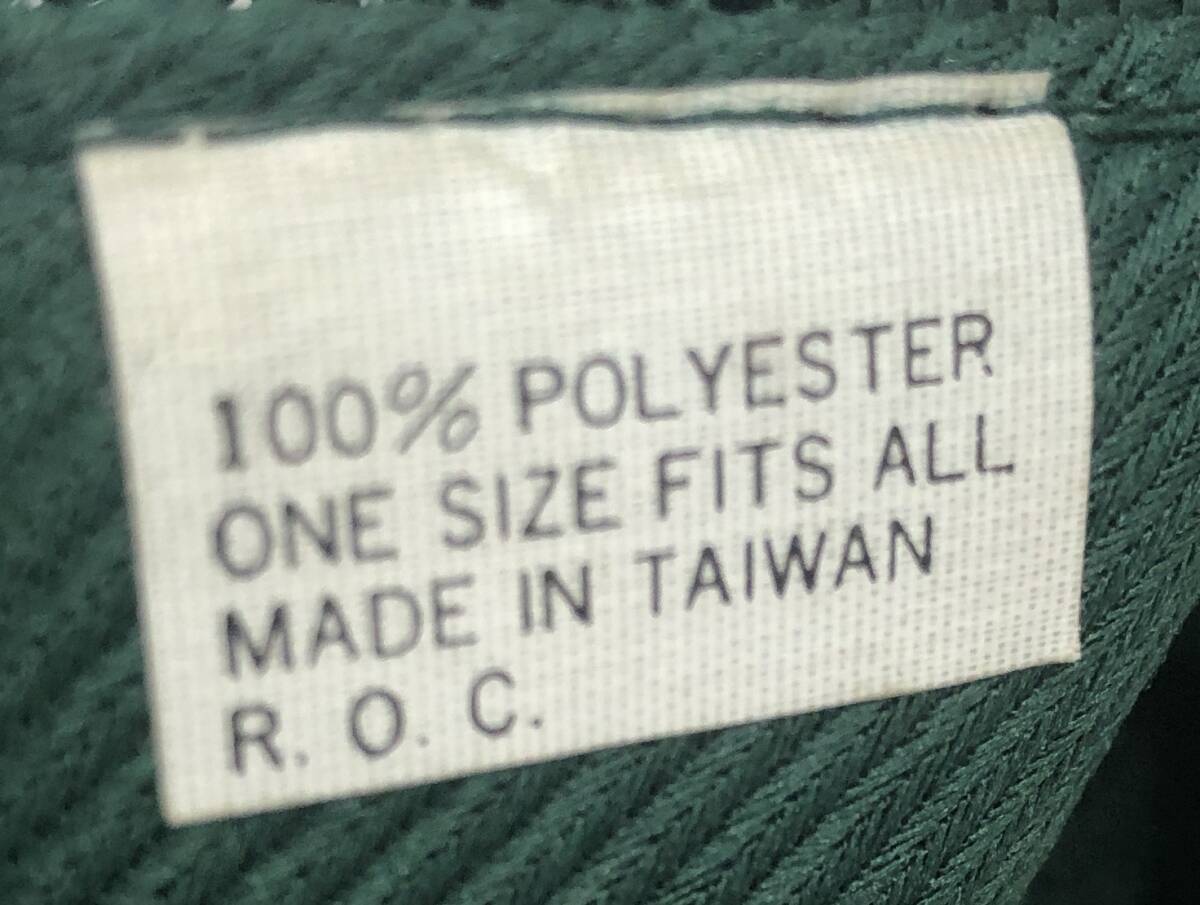 100% POLYESTER
ONE SIZE FITS ALL
MADE IN TAIWAN
R. O. C.